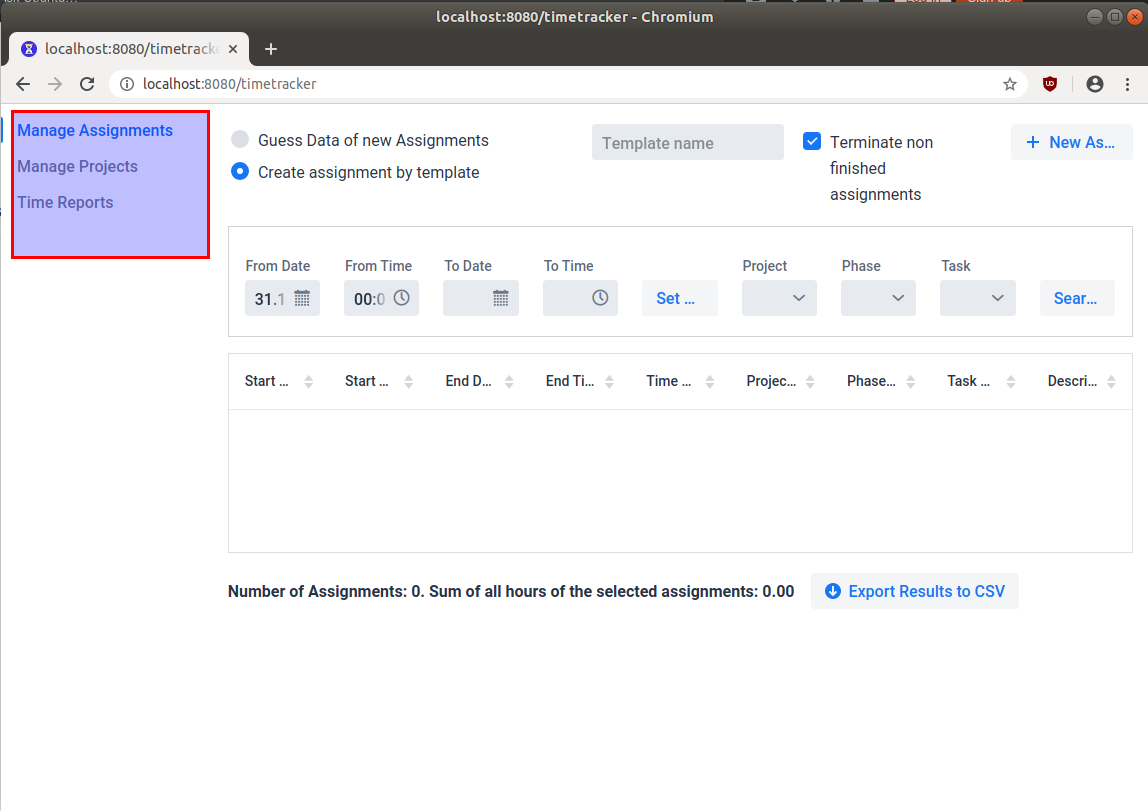 localhost:8080/timetracker - Chromium
localhost:8080/timetracke
localhost:8080/timetracker
Manage Assignments
Manage Projects
Time Reports
Guess Data of new Assignments
Create assignment by template
Template name
Terminate non
finished
assignments
New As...
From Date
From Time
To Date
To Time
Project
Phase
Task
31.1
00:0
Set ...
Sear...
Start ...
Start ...
End D...
End Ti...
Time ...
Projec...
Phase...
Task ...
Descri...
Number of Assignments: 0. Sum of all hours of the selected assignments: 0.00
Export Results to CSV